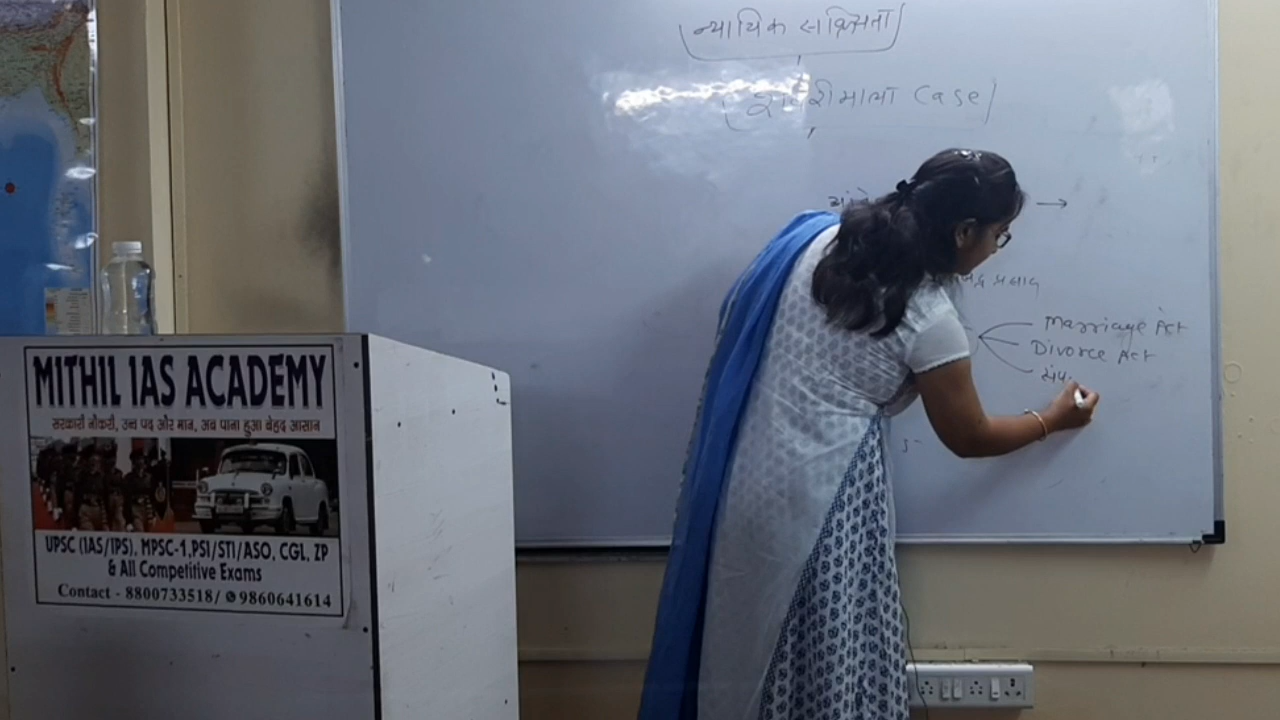 न्यायिक सक्रियता
Case
Marriage Act
Divorce Act
संप
MITHIL IAS ACADEMY
सरकारी नौकरी, उच्च पद और मान, अब पाना हुआ बेहद आसान
UPSC (IAS/IPS), MPSC-1,PSI/STI/ASO, CGL, ZP
& All Competitive Exams
Contact - 8800733518/ 9860641614